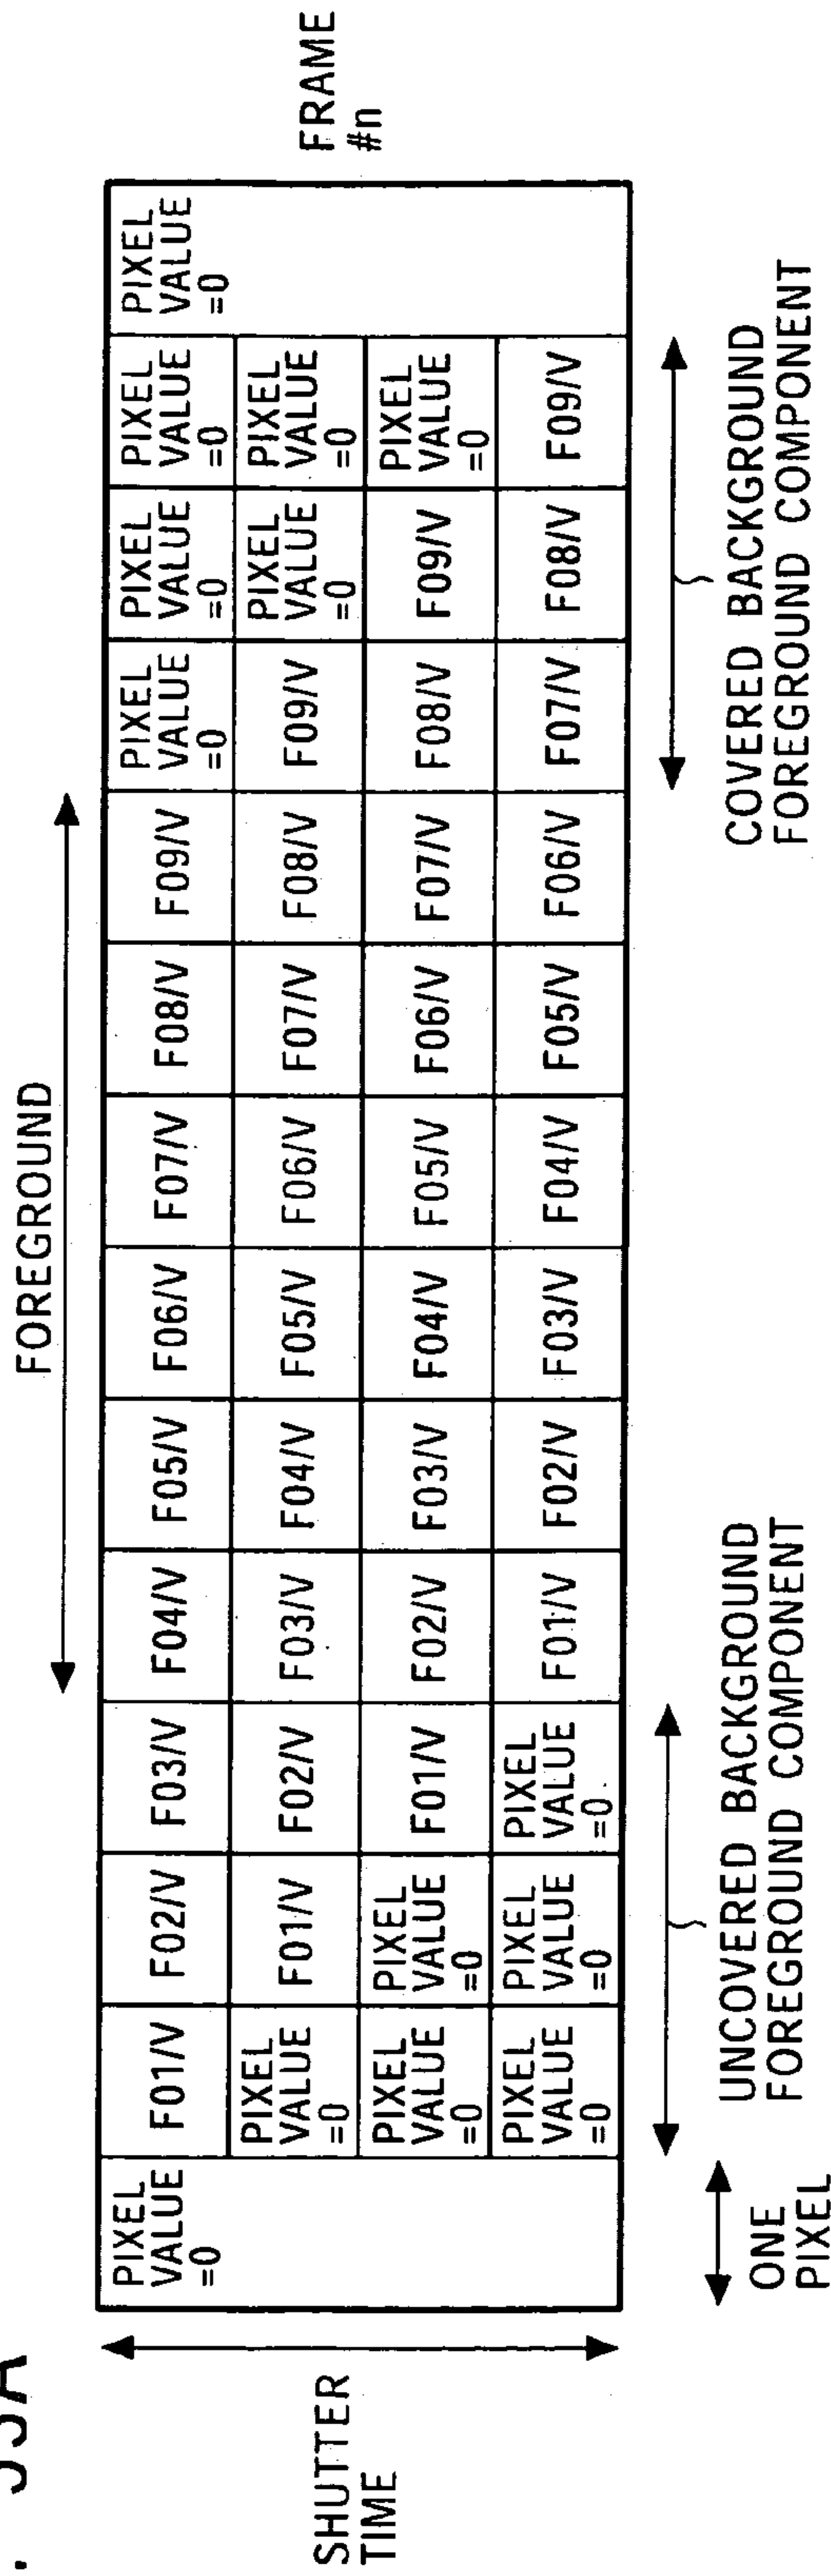 FOREGROUND
PIXEL
VALUE
=0
F01/V
F02/V
F03/V
F04/V
F05/V
F06/V
F07/V
F08/V
F09/V
PIXEL
VALUE
=0
PIXEL
VALUE
=0
PIXEL
VALUE
=0
PIXEL
VALUE
=0
PIXEL
VALUE
=0
F01/V
F02/V
F03/V
F04/V
F05/V
F06/V
F07/V
F08/V
F09/V
PIXEL
VALUE
=0
PIXEL
VALUE
=0
SHUTTER
TIME
FRAME
#n
PIXEL
VALUE
=0
PIXEL
VALUE
=0
F01/V
F02/V
F03/V
F04/V
F05/V
F06/V
F07/V
F08/V
F09/V
PIXEL
VALUE
=0
PIXEL
VALUE
=0
PIXEL
VALUE
=0
PIXEL
VALUE
=0
F01/V
F02/V
F03/V
F04/V
F05/V
F06/V
F07/V
F08/V
F09/V
ONE
PIXEL
UNCOVERED BACKGROUND
FOREGROUND COMPONENT
COVERED BACKGROUND
FOREGROUND COMPONENT